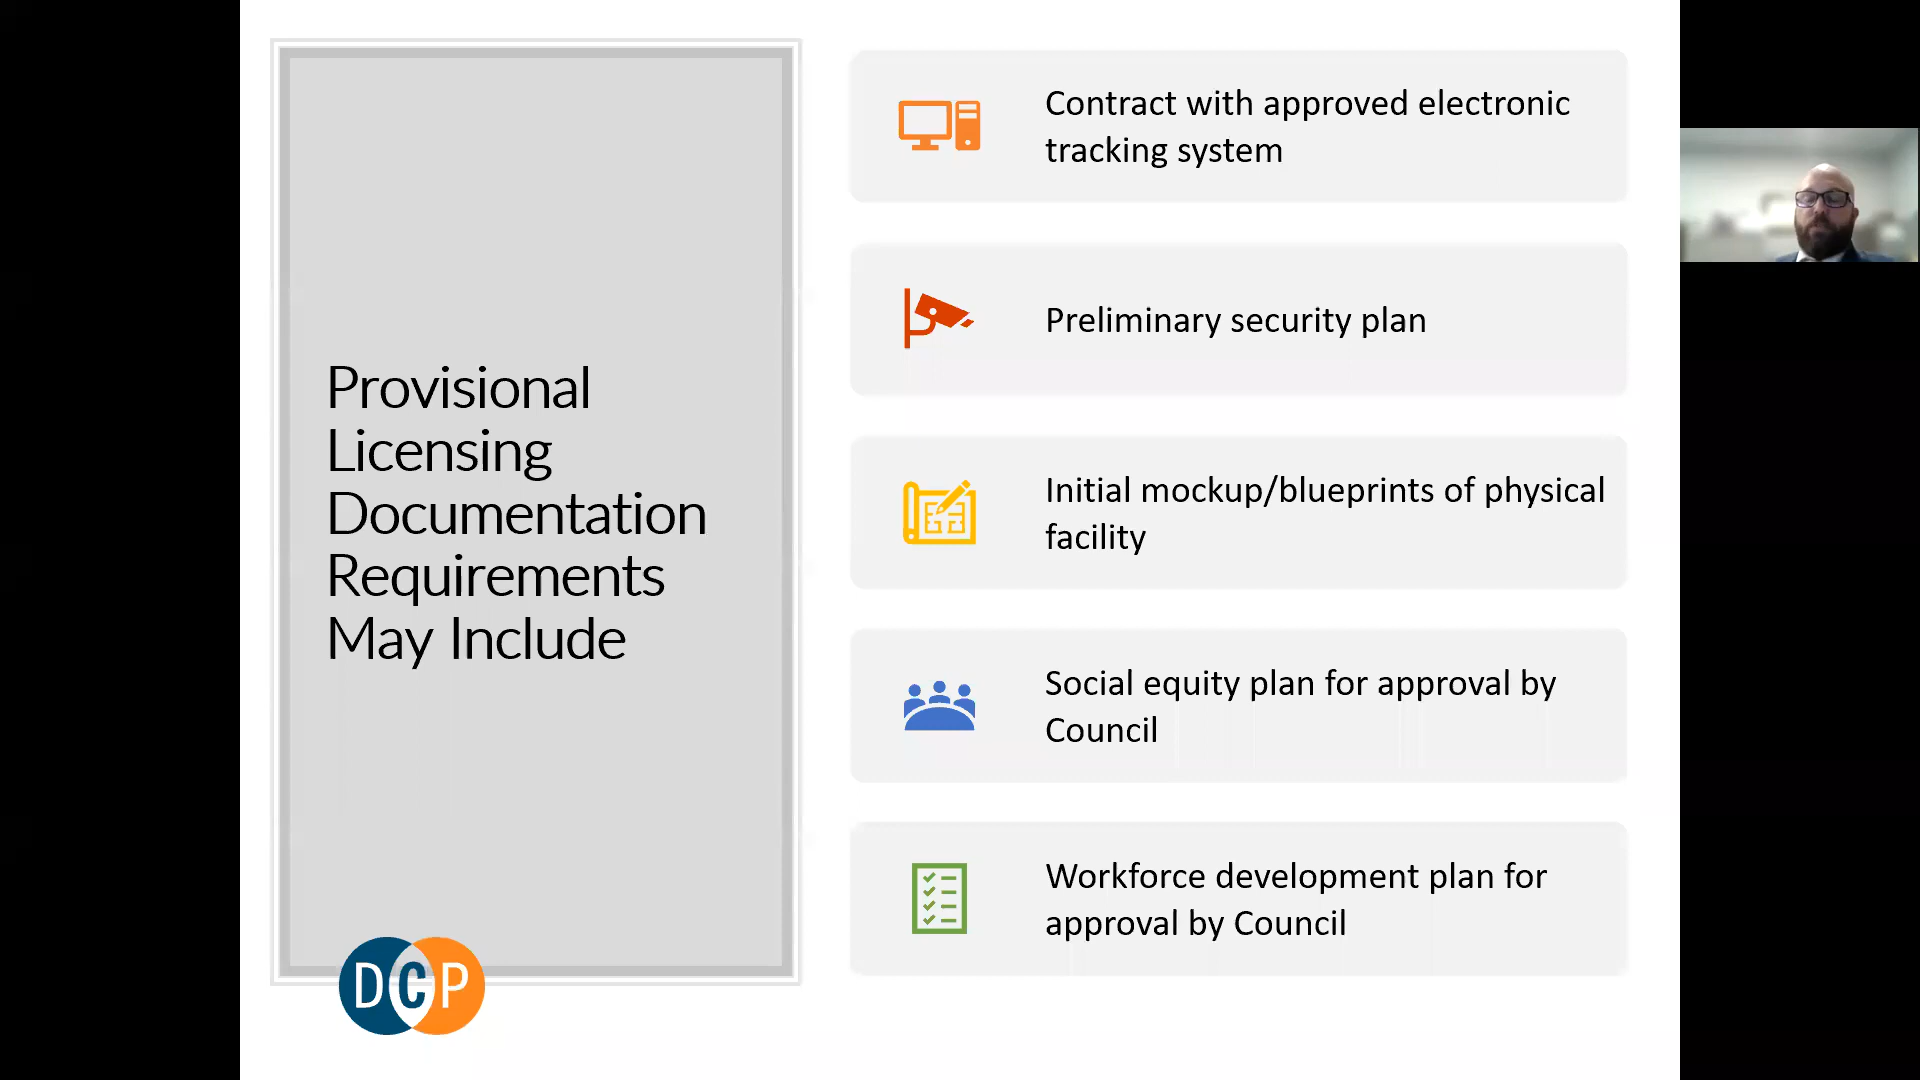 Provisional
Licensing
Documentation
Requirements
May Include
DCP
Contract with approved electronic
tracking system
Preliminary security plan
Initial mockup/blueprints of physical
facility
Social equity plan for approval by
Council
Workforce development plan for
approval by Council